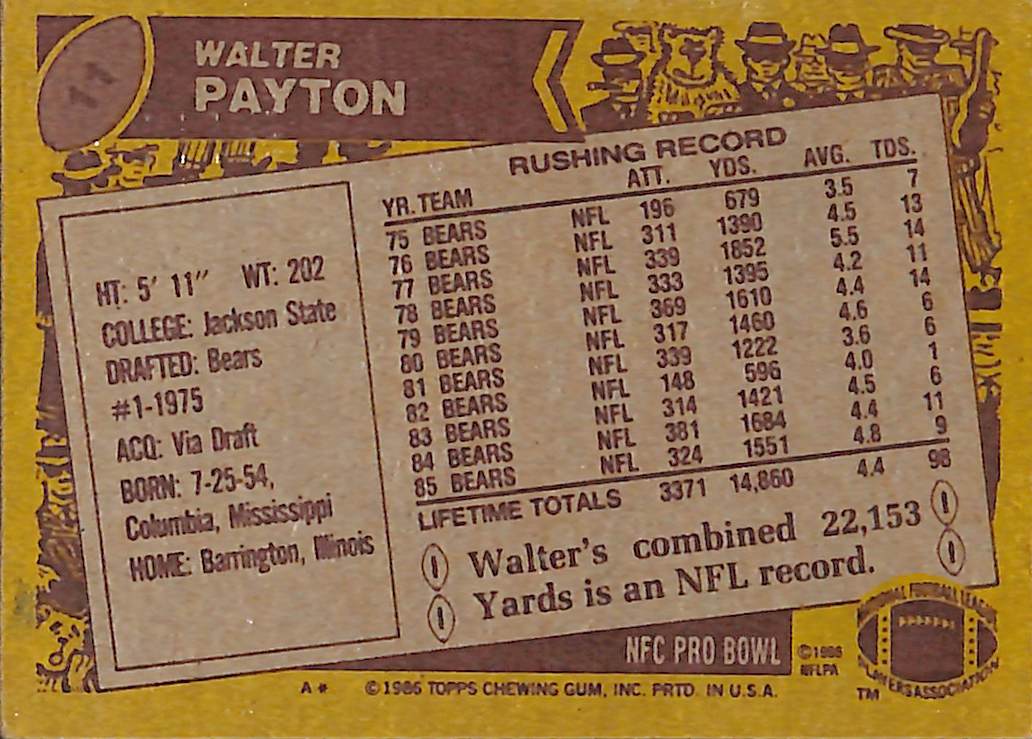 11
WALTER
PAYTON
HT: 5' 11" WT: 202
COLLEGE: Jackson State
DRAFTED: Bears
#1-1975
ACQ: Via Draft
BORN: 7-25-54,
Columbia, Mississippi
HOME: Barrington, Illinois
RUSHING RECORD
YR. TEAM ATT. YDS. AVG. TDS.
75 BEARS NFL 196 679 3.5 7
76 BEARS NFL 311 1390 4.5 13
77 BEARS NFL 339 1852 5.5 14
78 BEARS NFL 333 1395 4.2 11
79 BEARS NFL 369 1610 4.4 14
80 BEARS NFL 317 1460 4.6 6
81 BEARS NFL 339 1222 3.6 6
82 BEARS NFL 148 596 4.0 1
83 BEARS NFL 314 1421 4.5 6
84 BEARS NFL 381 1684 4.4 11
85 BEARS NFL 324 1551 4.8 9
LIFETIME TOTALS 3371 14,860 4.4 98
Walter's combined 22,153
Yards is an NFL record.
NFC PRO BOWL
©1986
NFLPA
NATIONAL FOOTBALL LEAGUE
PLAYERS ASSOCIATION
TM
A* ©1986 TOPPS CHEWING GUM, INC. PRTD. IN U.S.A.